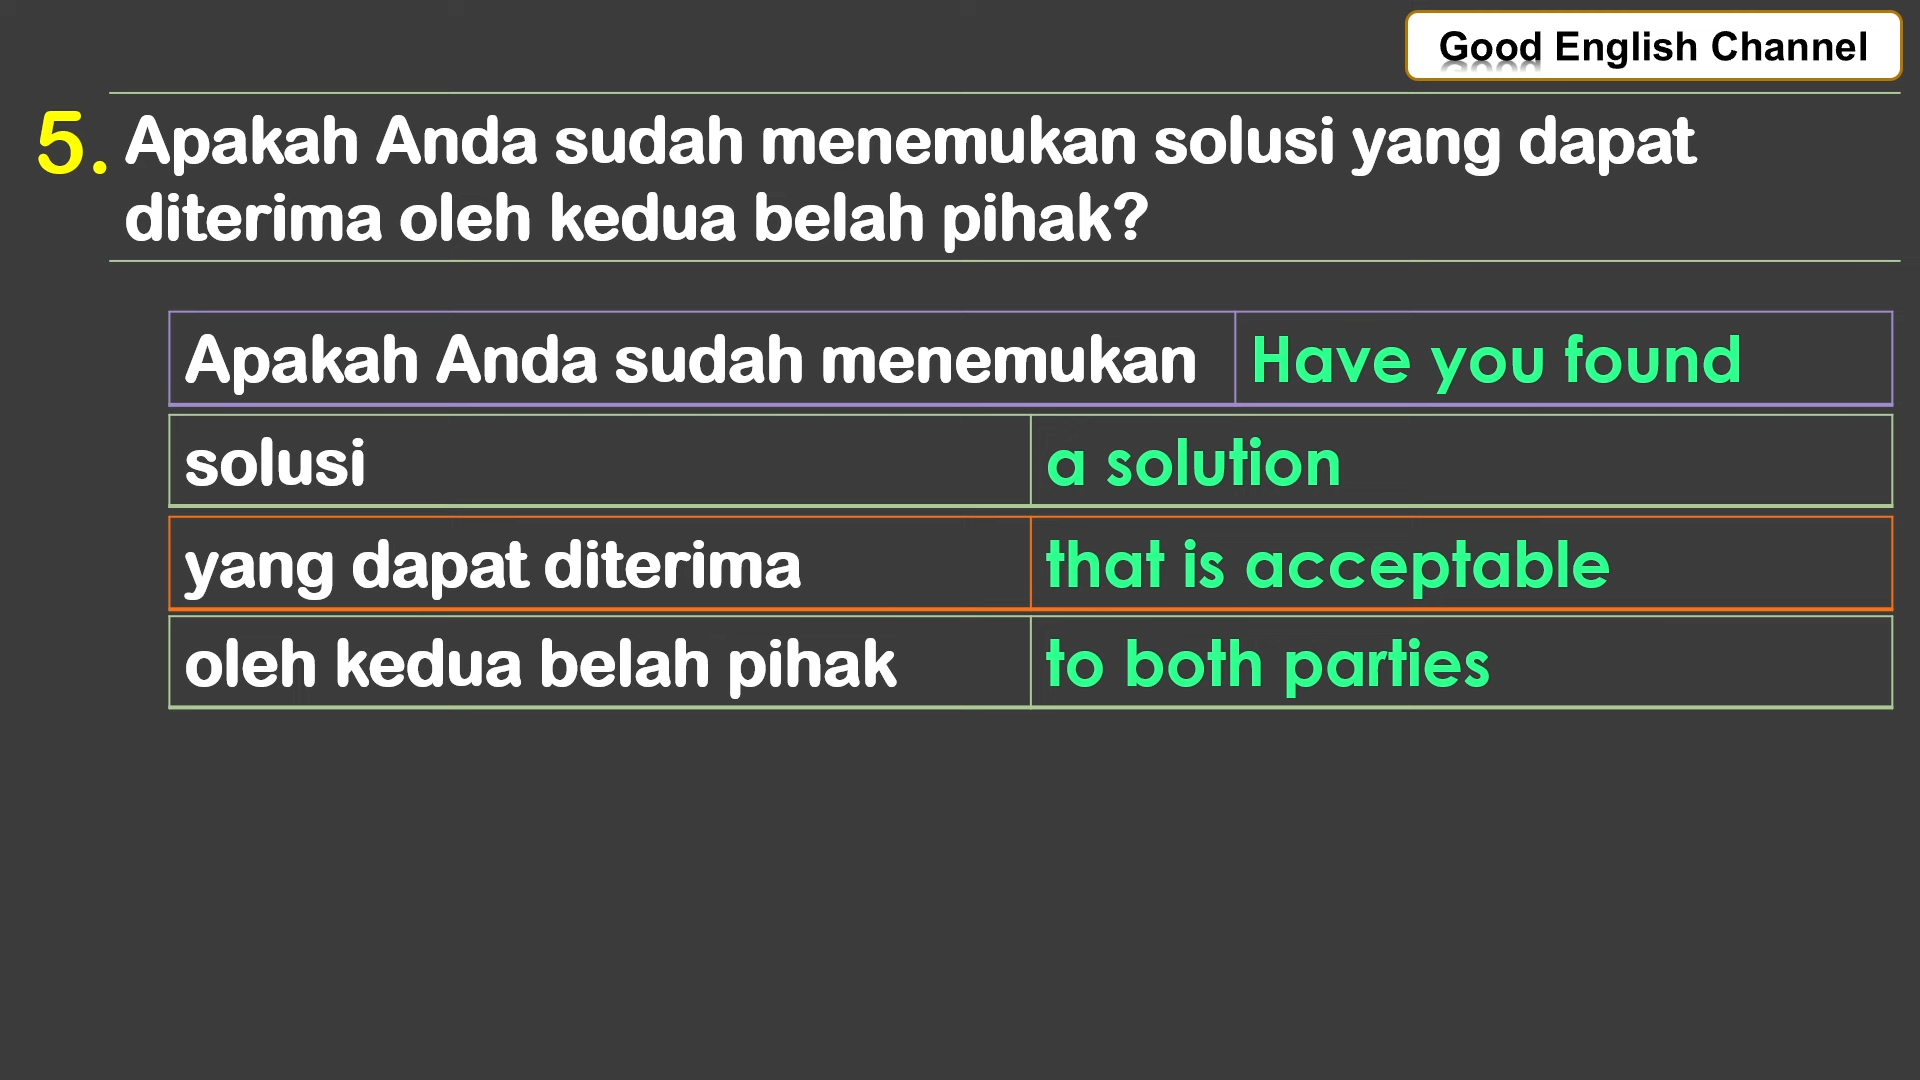 Good English Channel
5. Apakah Anda sudah menemukan solusi yang dapat
diterima oleh kedua belah pihak?
Apakah Anda sudah menemukan Have you found
solusi a solution
yang dapat diterima that is acceptable
oleh kedua belah pihak to both parties